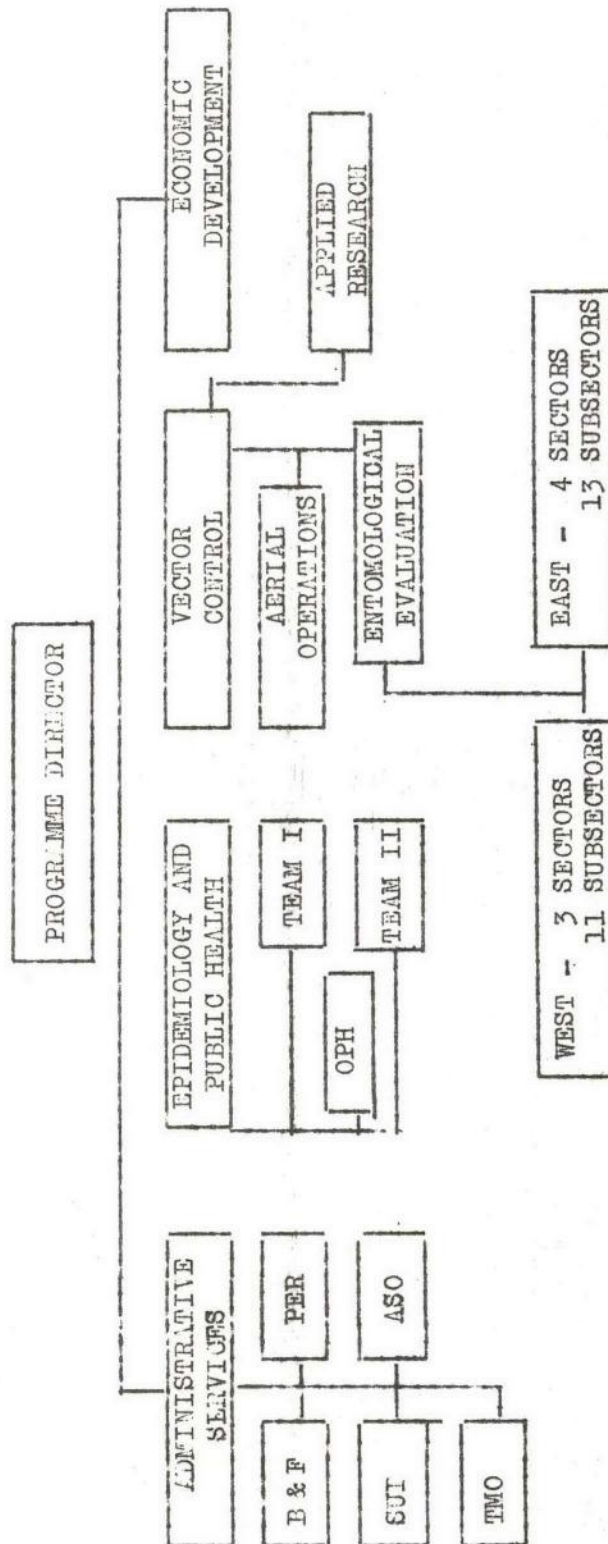 PROGRAMME DIRECTOR
ADMINISTRATIVE
SERVICES
EPIDEMIOLOGY AND
PUBLIC HEALTH
VECTOR
CONTROL
ECONOMIC
DEVELOPMENT
B & F
PER
SUI
ASO
TMO
TEAM I
OPH
TEAM II
AERIAL
OPERATIONS
ENTOMOLOGICAL
EVALUATION
APPLIED
RESEARCH
WEST - 3 SECTORS
11 SUBSECTORS
EAST - 4 SECTORS
13 SUBSECTORS